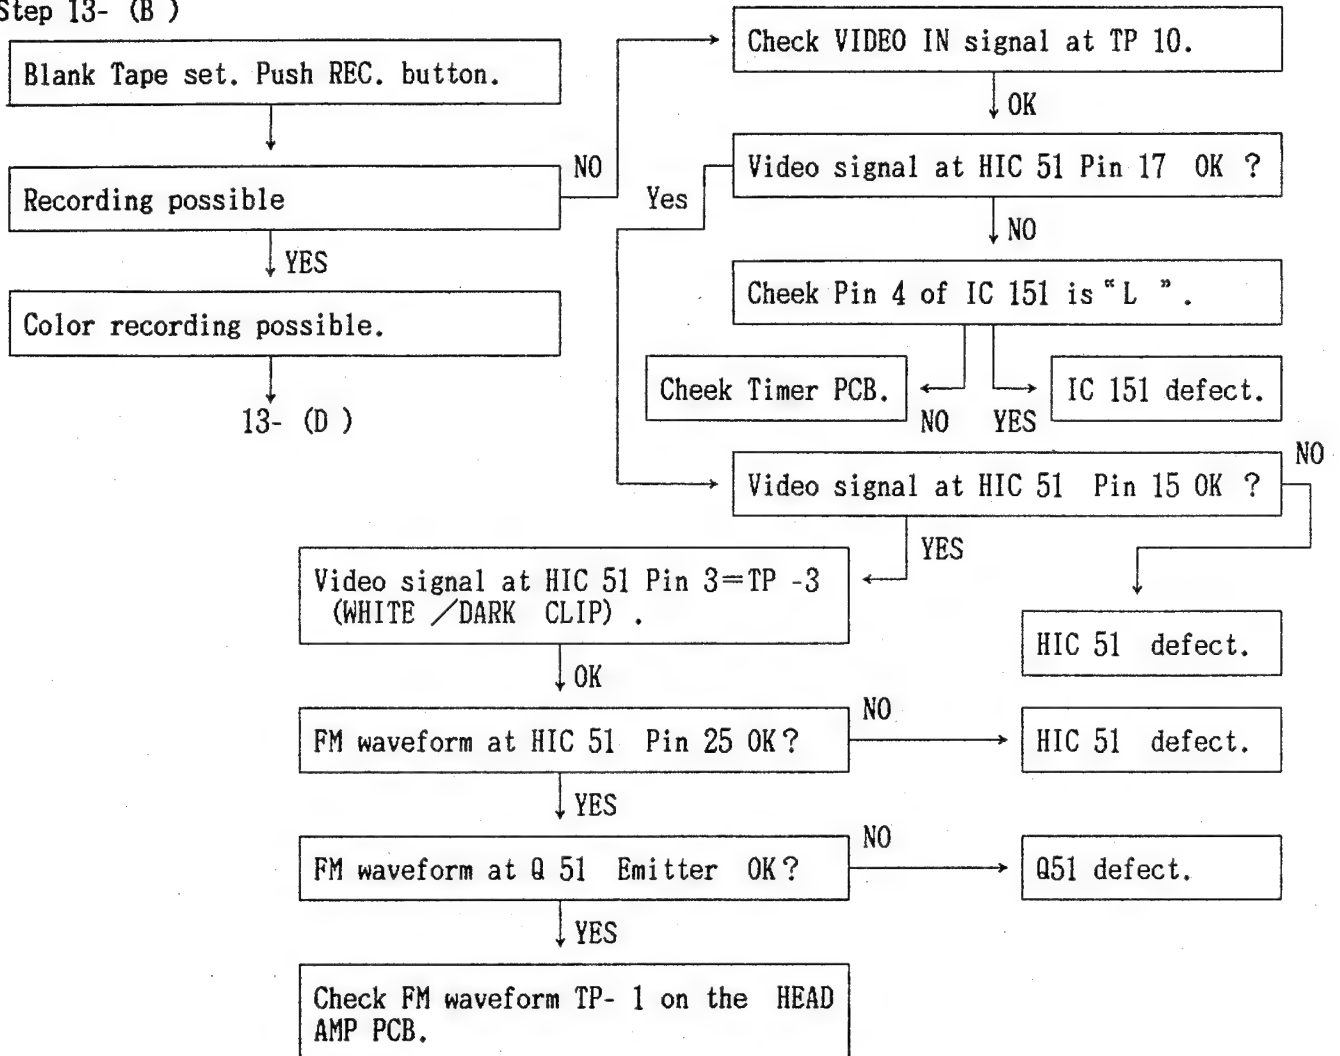 Step 13- (B )
Blank Tape set. Push REC. button.
Recording possible
NO
YES
Color recording possible.
13- (D )
Check VIDEO IN signal at TP 10.
OK
Video signal at HIC 51 Pin 17 OK ?
Yes
NO
Cheek Pin 4 of IC 151 is “L ” .
Cheek Timer PCB.
NO
YES
IC 151 defect.
Video signal at HIC 51 Pin 15 OK ?
NO
YES
HIC 51 defect.
Video signal at HIC 51 Pin 3=TP -3
(WHITE /DARK CLIP) .
OK
FM waveform at HIC 51 Pin 25 OK?
NO
HIC 51 defect.
YES
FM waveform at Q 51 Emitter OK?
NO
Q51 defect.
YES
Check FM waveform TP- 1 on the HEAD
AMP PCB.